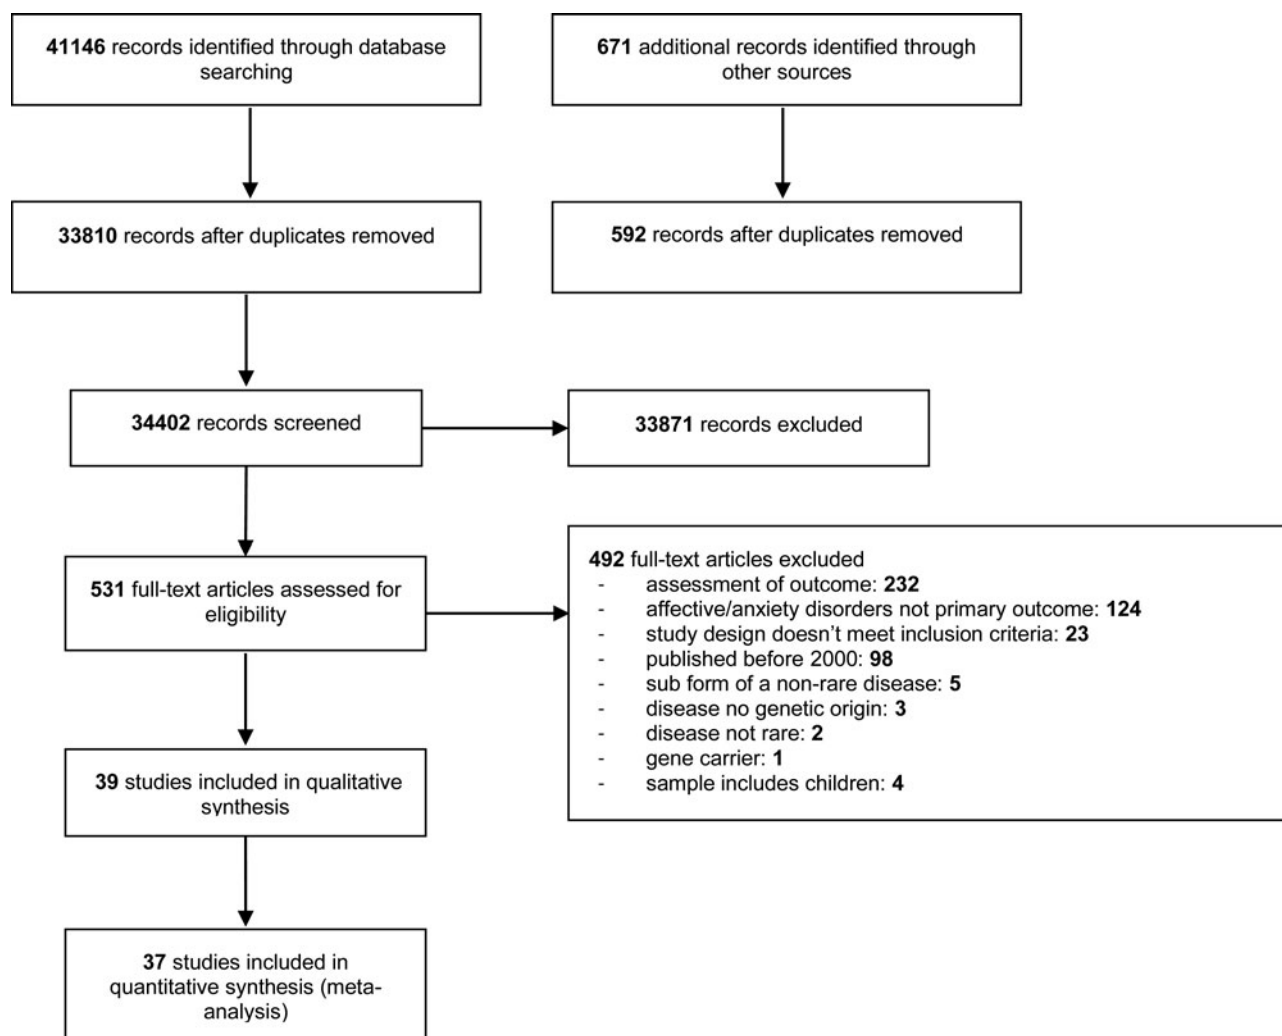 41146 records identified through database
searching
671 additional records identified through
other sources
33810 records after duplicates removed
592 records after duplicates removed
34402 records screened
33871 records excluded
531 full-text articles assessed for
eligibility
492 full-text articles excluded
- assessment of outcome: 232
- affective/anxiety disorders not primary outcome: 124
- study design doesn’t meet inclusion criteria: 23
- published before 2000: 98
- sub form of a non-rare disease: 5
- disease no genetic origin: 3
- disease not rare: 2
- gene carrier: 1
- sample includes children: 4
39 studies included in qualitative
synthesis
37 studies included in
quantitative synthesis (meta-
analysis)